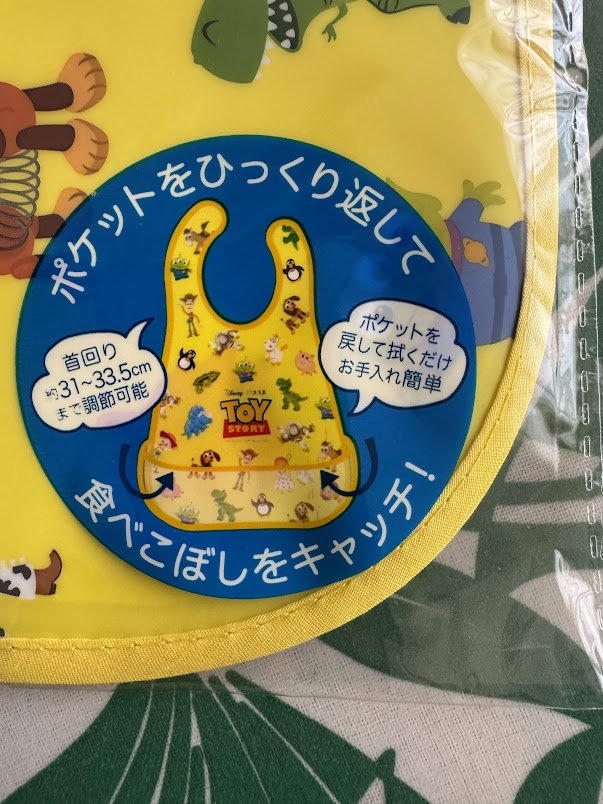 ポケットをひっくり返して
首回り
約31~33.5cm
まで調節可能
ポケットを
戻して拭くだけ
お手入れ簡単
Disney PIXAR
TOY
STORY
食べこぼしをキャッチ!